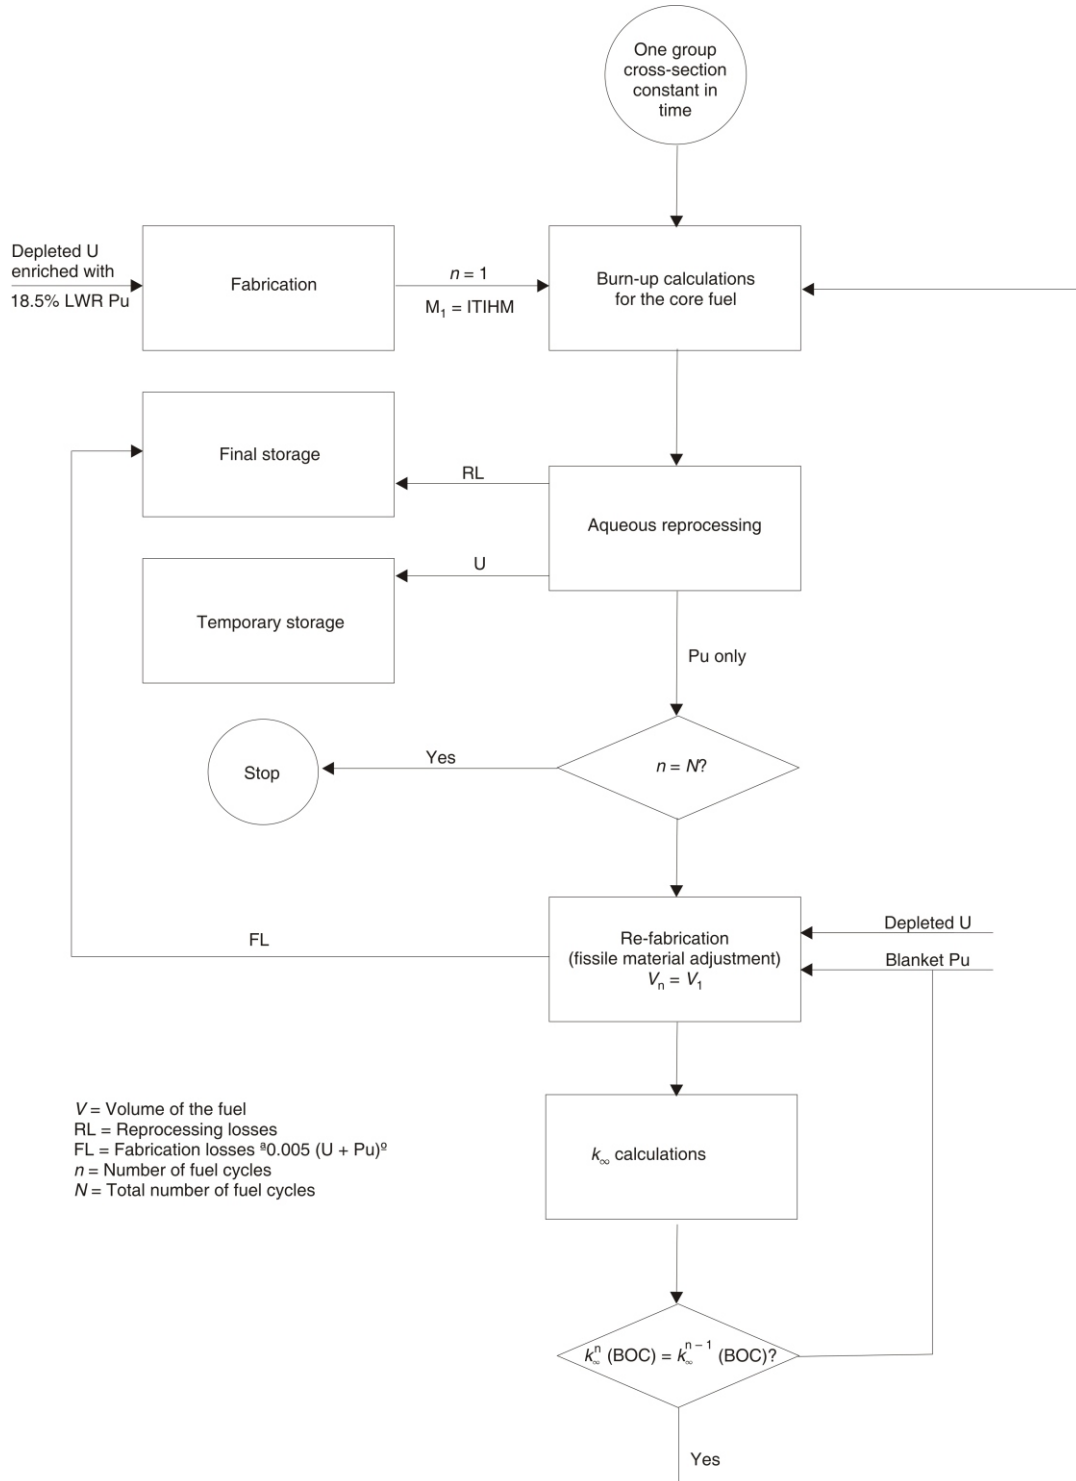 One group
cross-section
constant in
time
Depleted U
enriched with
18.5% LWR Pu
Fabrication
n = 1
M₁ = ITIHM
Burn-up calculations
for the core fuel
Final storage
RL
Aqueous reprocessing
U
Temporary storage
Pu only
Stop
Yes
n = N?
FL
Re-fabrication
(fissile material adjustment)
Vₙ = V₁
Depleted U
Blanket Pu
V = Volume of the fuel
RL = Reprocessing losses
FL = Fabrication losses ª0.005 (U + Pu)º
n = Number of fuel cycles
N = Total number of fuel cycles
k∞ calculations
k∞ⁿ (BOC) = k∞ⁿ⁻¹ (BOC)?
Yes